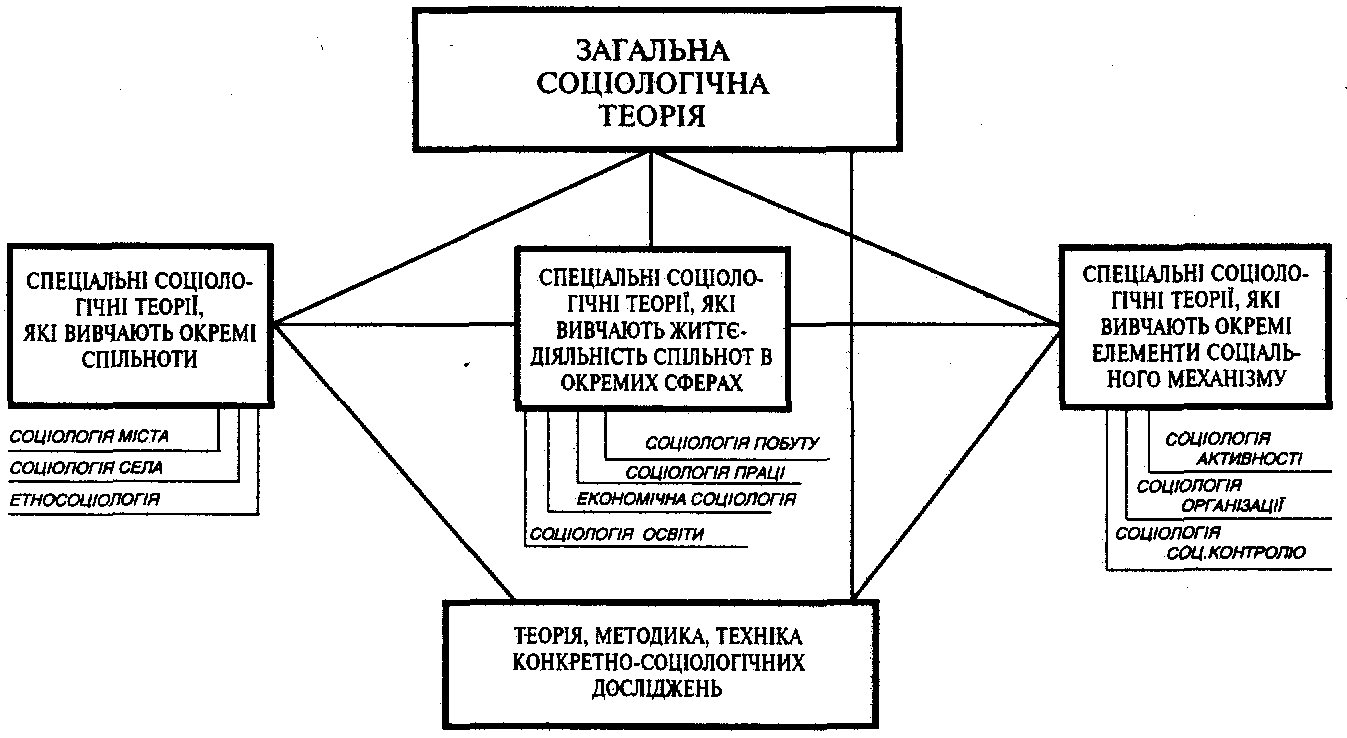 ЗАГАЛЬНА
СОЦІОЛОГІЧНА
ТЕОРІЯ
СПЕЦІАЛЬНІ СОЦІОЛО-
ГІЧНІ ТЕОРІЇ,
ЯКІ ВИВЧАЮТЬ ОКРЕМІ
СПІЛЬНОТИ
СОЦІОЛОГІЯ МІСТА
СОЦІОЛОГІЯ СЕЛА
ЕТНОСОЦІОЛОГІЯ
СПЕЦІАЛЬНІ СОЦІОЛО-
ГІЧНІ ТЕОРІЇ, ЯКІ
ВИВЧАЮТЬ ЖИТТЄ-
ДІЯЛЬНІСТЬ СПІЛЬНОТ В
ОКРЕМИХ СФЕРАХ
СОЦІОЛОГІЯ ПОБУТУ
СОЦІОЛОГІЯ ПРАЦІ
ЕКОНОМІЧНА СОЦІОЛОГІЯ
СОЦІОЛОГІЯ ОСВІТИ
СПЕЦІАЛЬНІ СОЦІОЛО-
ГІЧНІ ТЕОРІЇ, ЯКІ
ВИВЧАЮТЬ ОКРЕМІ
ЕЛЕМЕНТИ СОЦІАЛЬ-
НОГО МЕХАНІЗМУ
СОЦІОЛОГІЯ
АКТИВНОСТІ
СОЦІОЛОГІЯ
ОРГАНІЗАЦІЇ
СОЦІОЛОГІЯ
СОЦ.КОНТРОЛЮ
ТЕОРІЯ, МЕТОДИКА, ТЕХНІКА
КОНКРЕТНО-СОЦІОЛОГІЧНИХ
ДОСЛІДЖЕНЬ